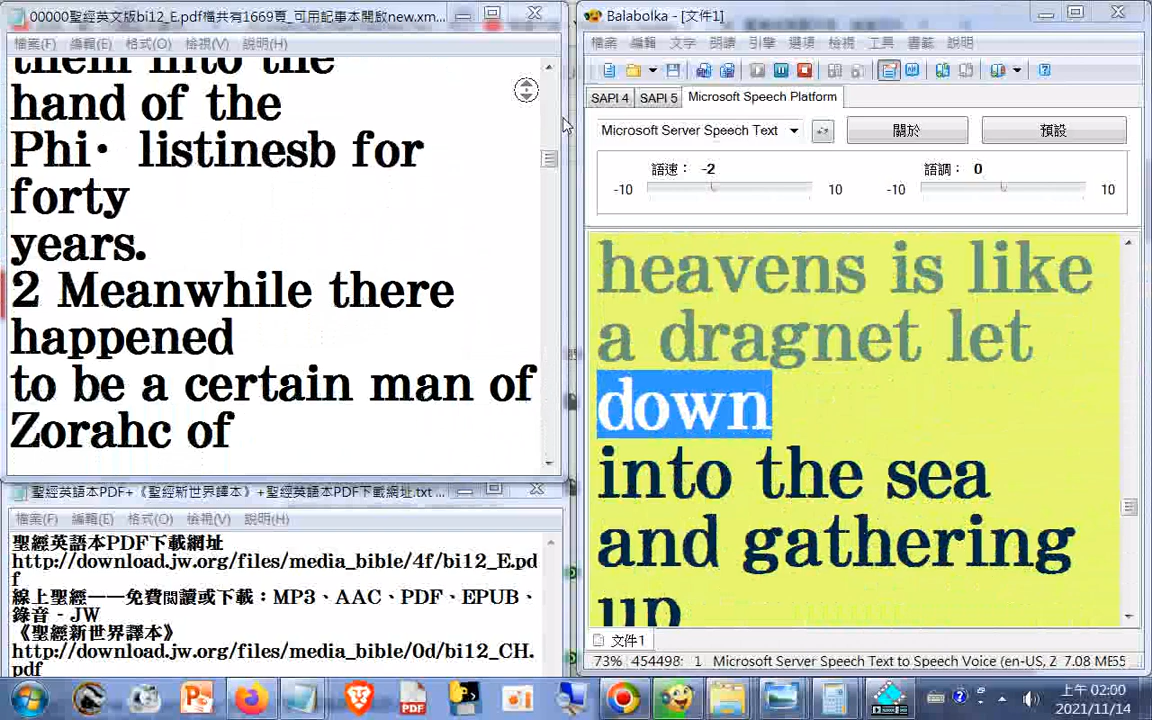 00000聖經英文版bi12_E.pdf檔共有1669頁_可用記事本開啟new.xm...
檔案(F) 編輯(E) 格式(O) 檢視(V) 說明(H)
them into the
hand of the
Phi· listinesb for
forty
years.
2 Meanwhile there
happened
to be a certain man of
Zorahc of
聖經英語本PDF+《聖經新世界譯本》+聖經英語本PDF下載網址.txt ...
檔案(F) 編輯(E) 格式(O) 檢視(V) 說明(H)
聖經英語本PDF下載網址
http://download.jw.org/files/media_bible/4f/bi12_E.pd
f
線上聖經——免費閱讀或下載：MP3、AAC、PDF、EPUB、
錄音 - JW
《聖經新世界譯本》
http://download.jw.org/files/media_bible/0d/bi12_CH.
pdf
Balabolka - [文件1]
檔案 編輯 文字 朗讀 引擎 選項 檢視 工具 書籤 說明
SAPI 4 SAPI 5 Microsoft Speech Platform
Microsoft Server Speech Text 關於 預設
語速： -2 語調： 0
-10 10 -10 10
heavens is like
a dragnet let
down
into the sea
and gathering
up
文件1
73% 454498: 1 Microsoft Server Speech Text to Speech Voice (en-US, 2 7.08 ME55
上午 02:00
2021/11/14